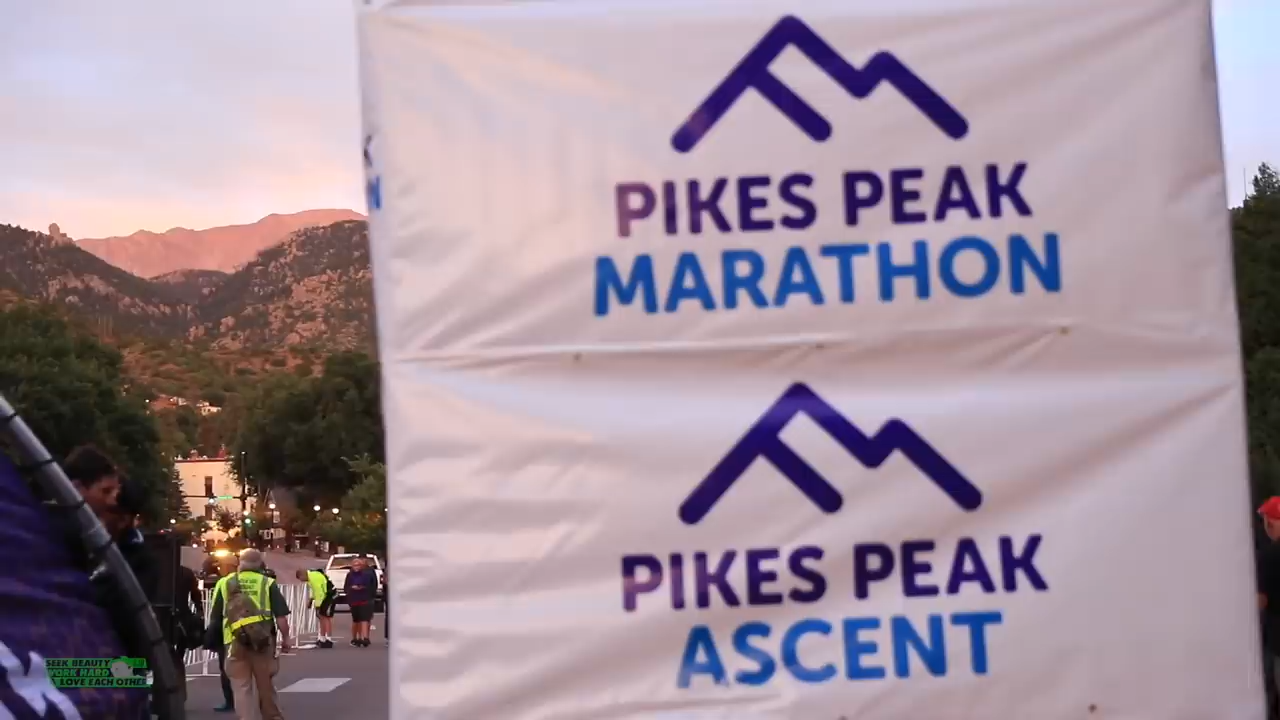 PIKES PEAK
MARATHON
PIKES PEAK
ASCENT
SEEK BEAUTY
WORK HARD
& LOVE EACH OTHER